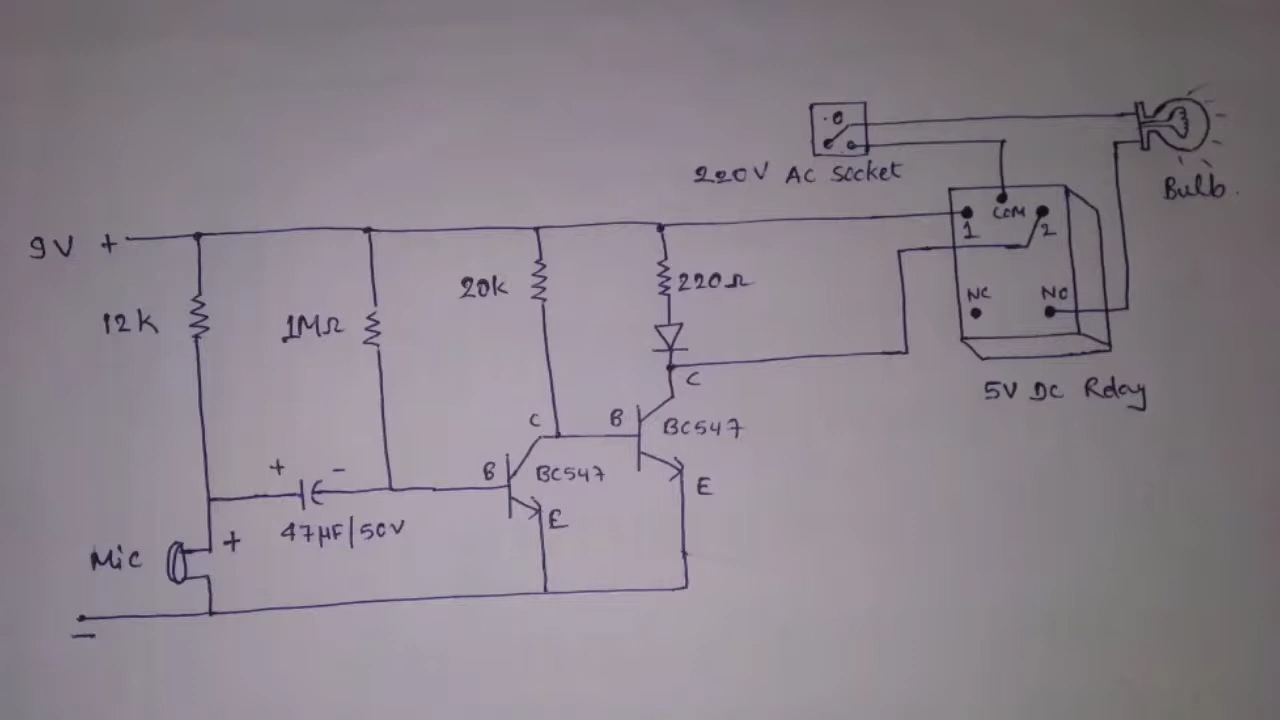 220V AC Socket
Bulb.
COM
1
2
9V +
20k
220Ω
NC
NO
12K
1MΩ
5V DC Relay
C
C
B
BC547
+
-
B
BC547
E
47µF/50V
E
Mic
+
-